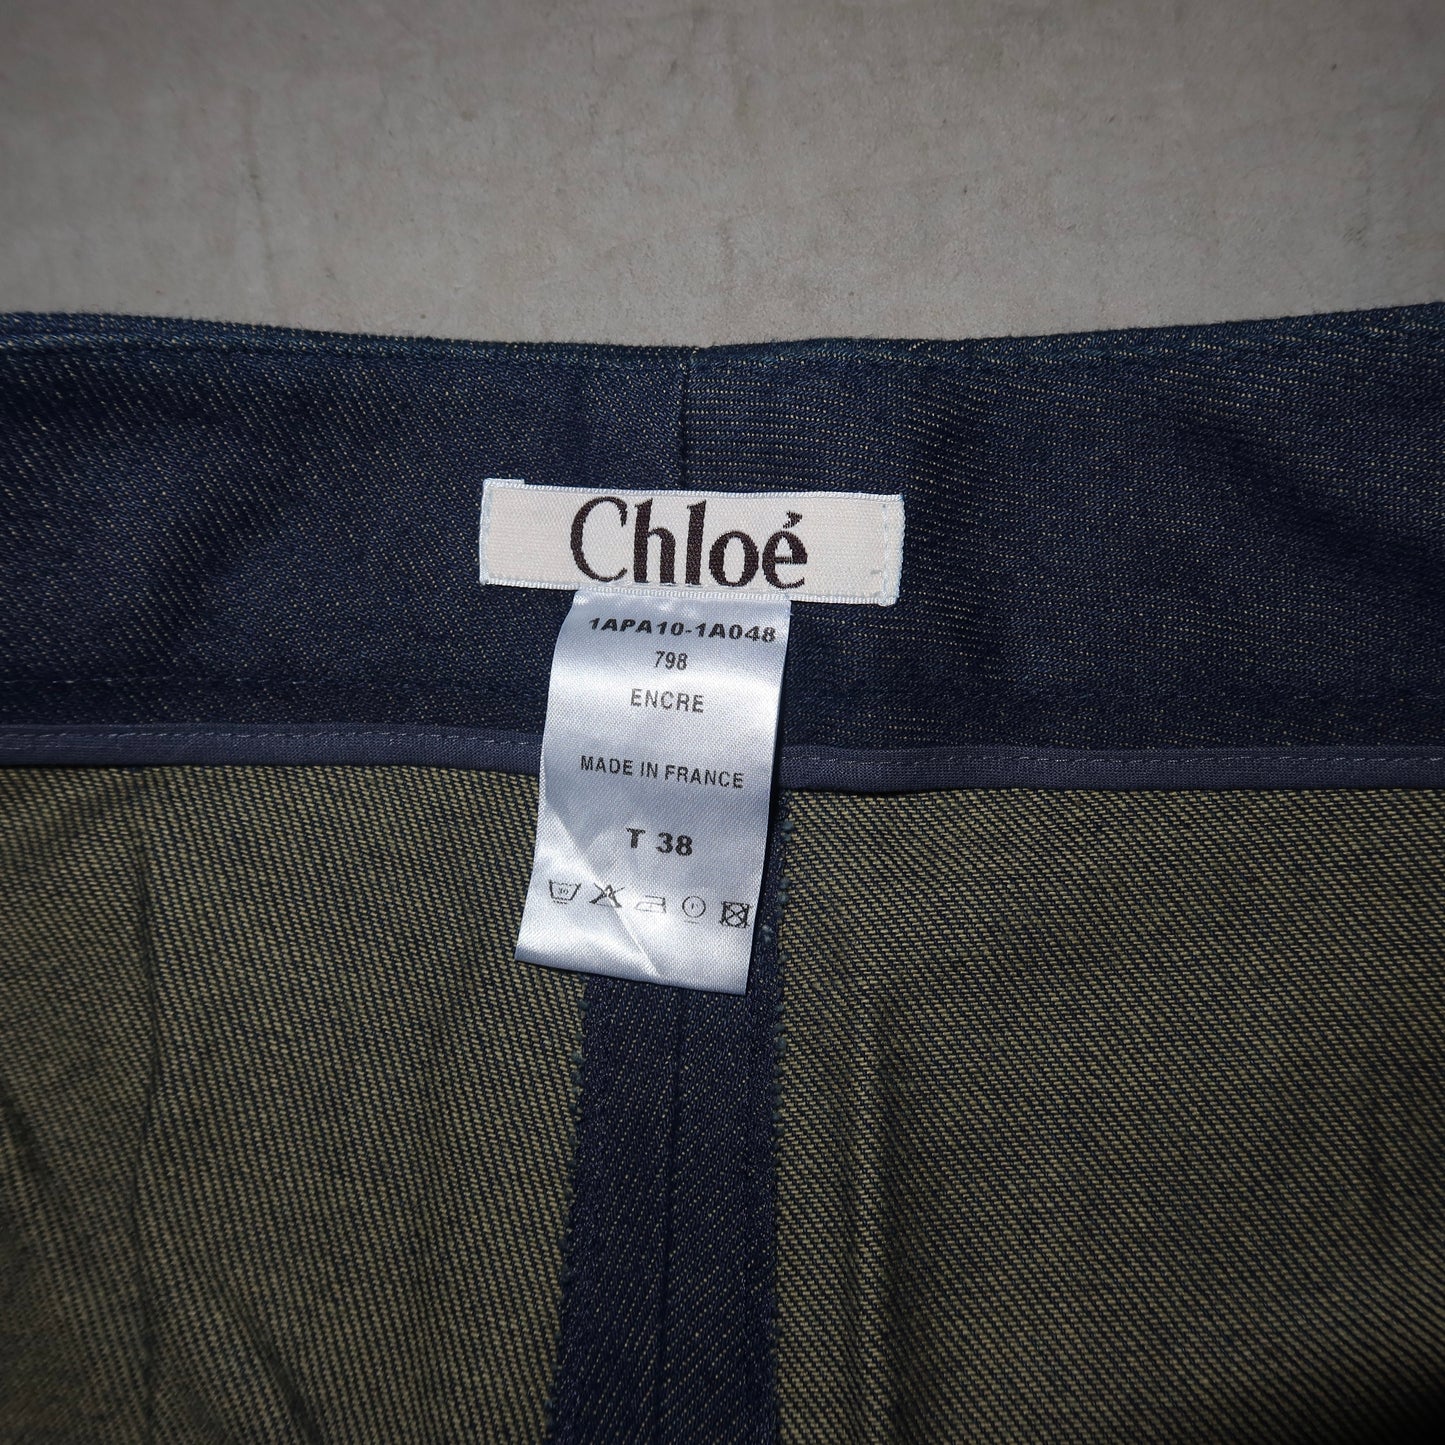 Chloé
1APA10-1A048
798
ENCRE
MADE IN FRANCE
T 38